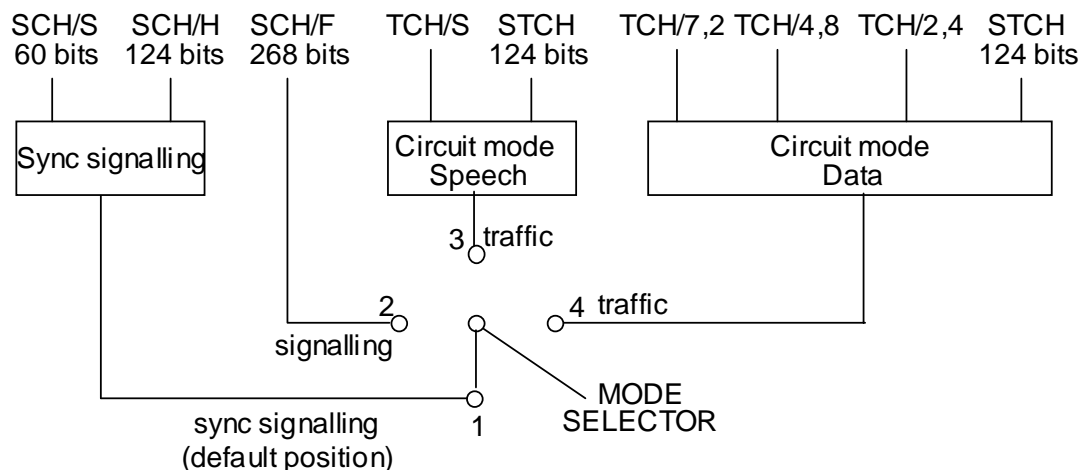 SCH/S SCH/H SCH/F TCH/S STCH TCH/7,2 TCH/4,8 TCH/2,4 STCH
60 bits 124 bits 268 bits 124 bits 124 bits
Sync signalling
Circuit mode
Speech
Circuit mode
Data
3 traffic
2
signalling
4 traffic
MODE
SELECTOR
1
sync signalling
(default position)